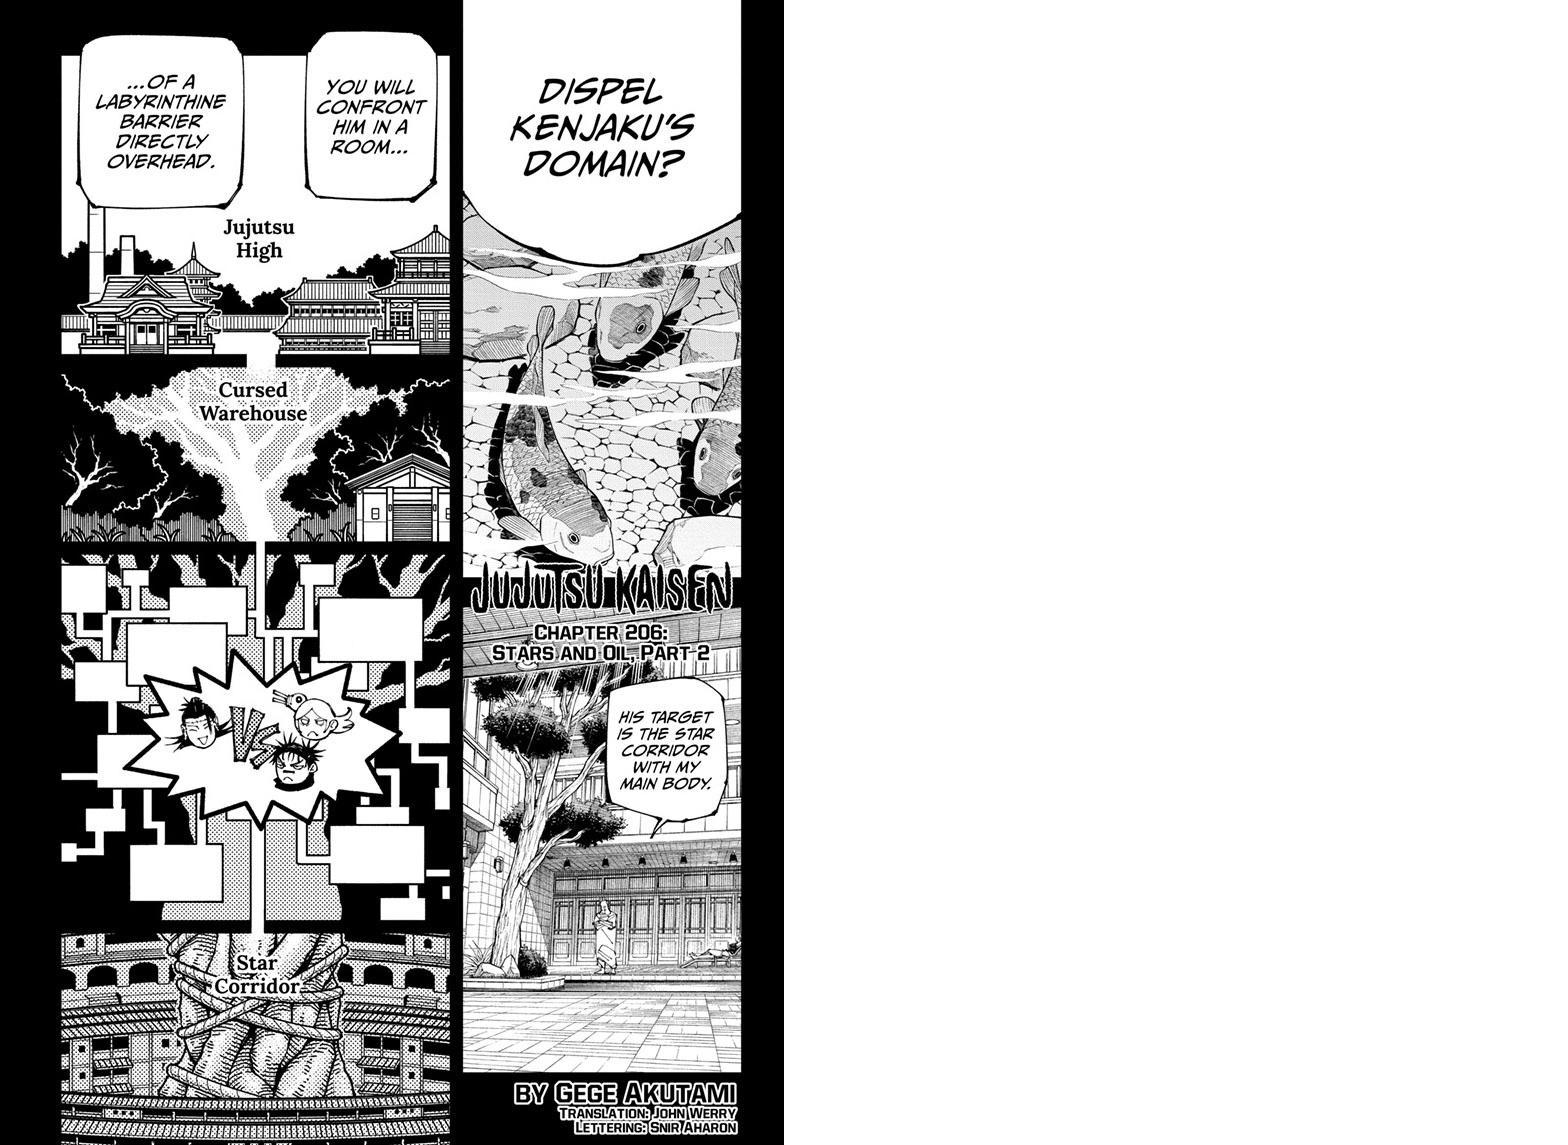 DISPEL
KENJAKU'S
DOMAIN?
JUJUTSU KAISEN
CHAPTER 206:
STARS AND OIL, PART 2
HIS TARGET
IS THE STAR
CORRIDOR
WITH MY
MAIN BODY.
BY GEGE AKUTAMI
TRANSLATION: JOHN WERRY
LETTERING: SNIR AHARON
YOU WILL
CONFRONT
HIM IN A
ROOM...
...OF A
LABYRINTHINE
BARRIER
DIRECTLY
OVERHEAD.
Jujutsu
High
Cursed
Warehouse
VS
Star
Corridor